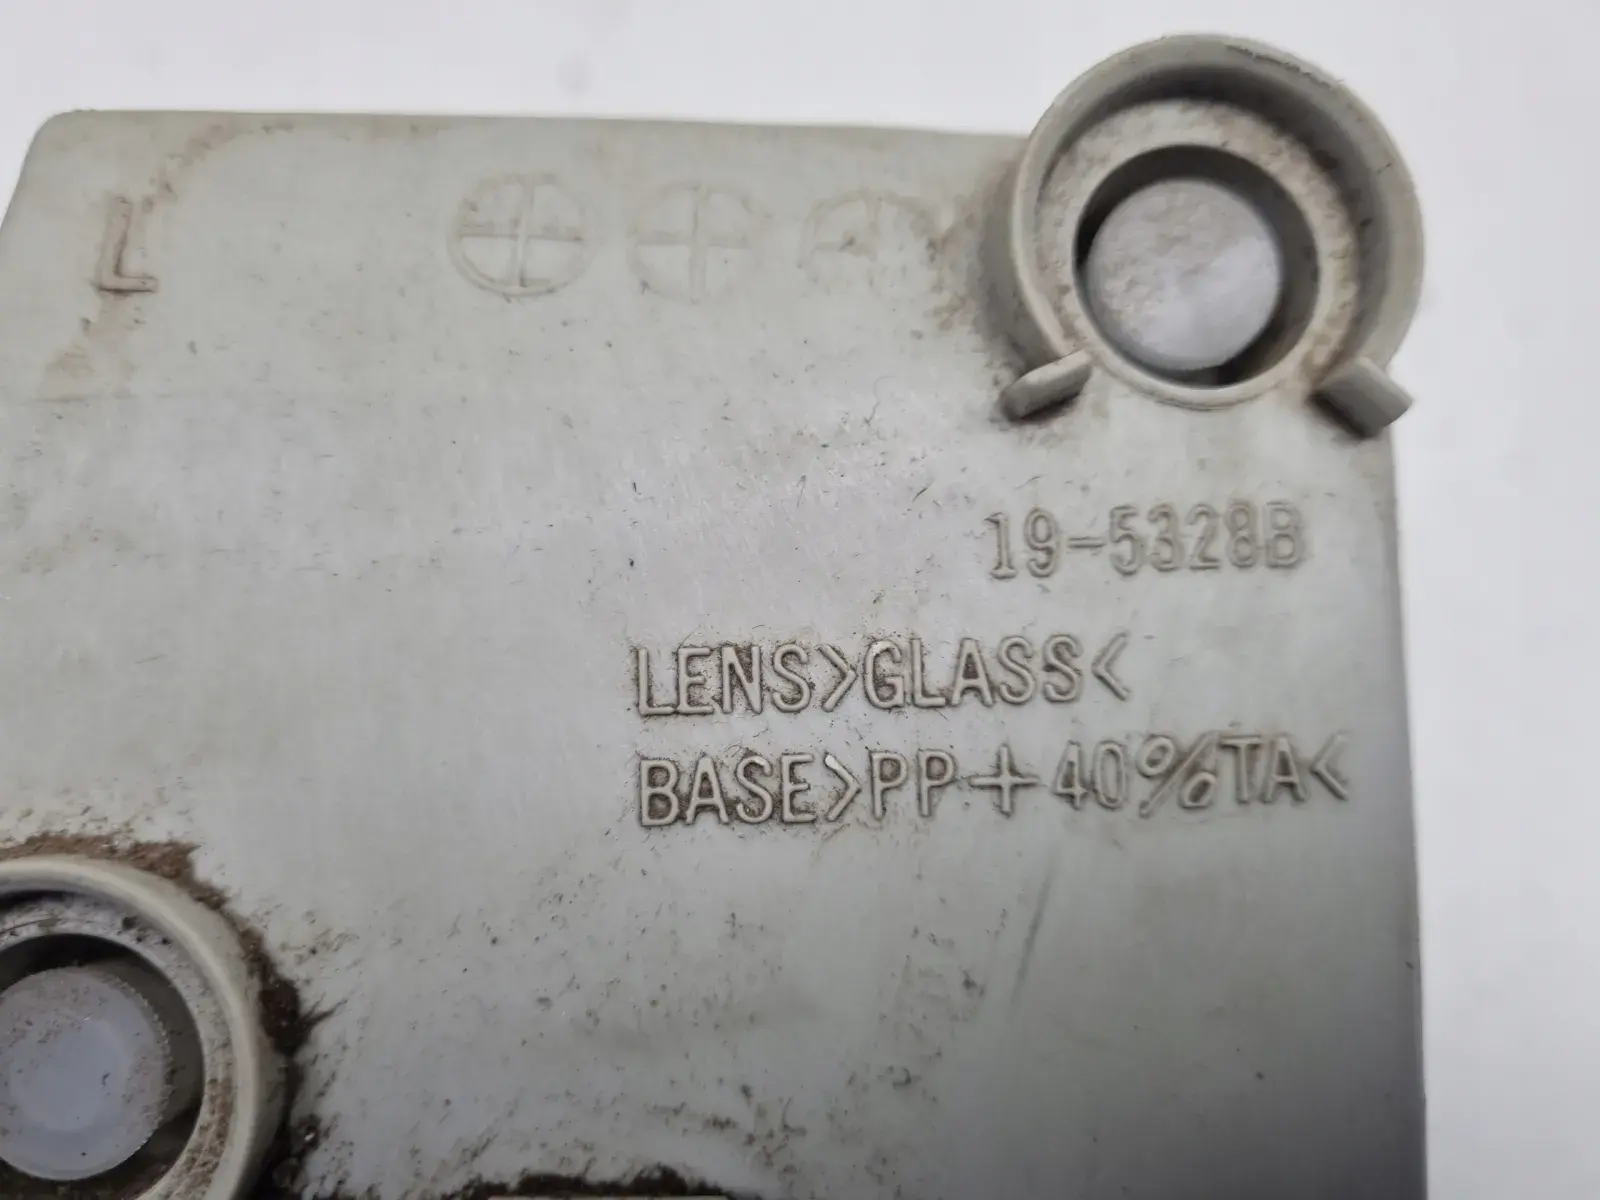 L
19-5328B
LENS>GLASS<
BASE>PP+40%TA<